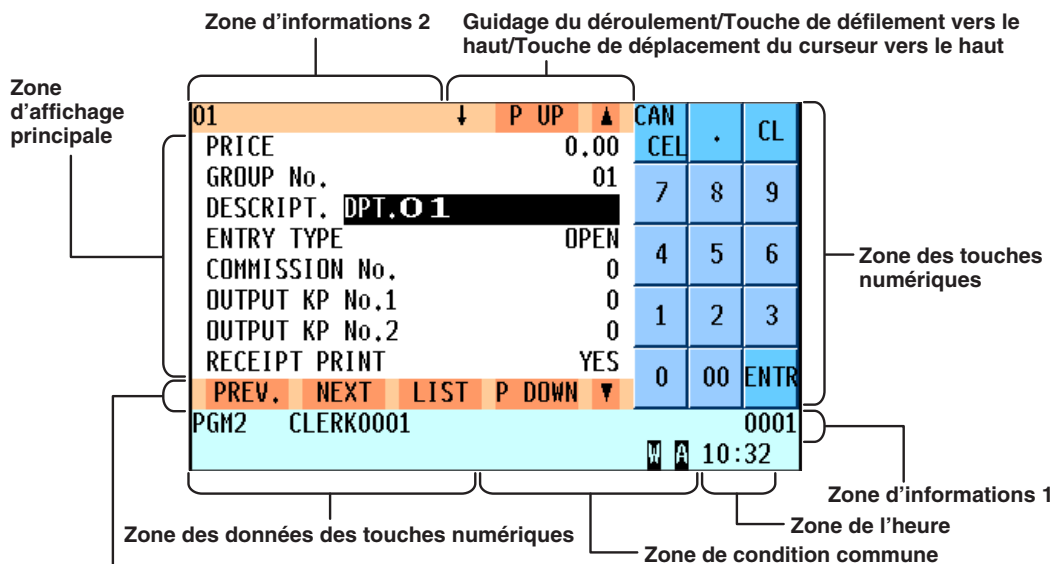 Zone d'informations 2
Guidage du déroulement/Touche de défilement vers le
haut/Touche de déplacement du curseur vers le haut
Zone
d'affichage
principale
01 ↓ P UP ▲
PRICE 0.00
GROUP No. 01
DESCRIPT. DPT.01
ENTRY TYPE OPEN
COMMISSION No. 0
OUTPUT KP No.1 0
OUTPUT KP No.2 0
RECEIPT PRINT YES
PREV. NEXT LIST P DOWN ▼
CAN
CEL . CL
7 8 9
4 5 6
1 2 3
0 00 ENTR
PGM2 CLERK0001 0001
W A 10:32
Zone des touches
numériques
Zone d'informations 1
Zone de l'heure
Zone des données des touches numériques
Zone de condition commune